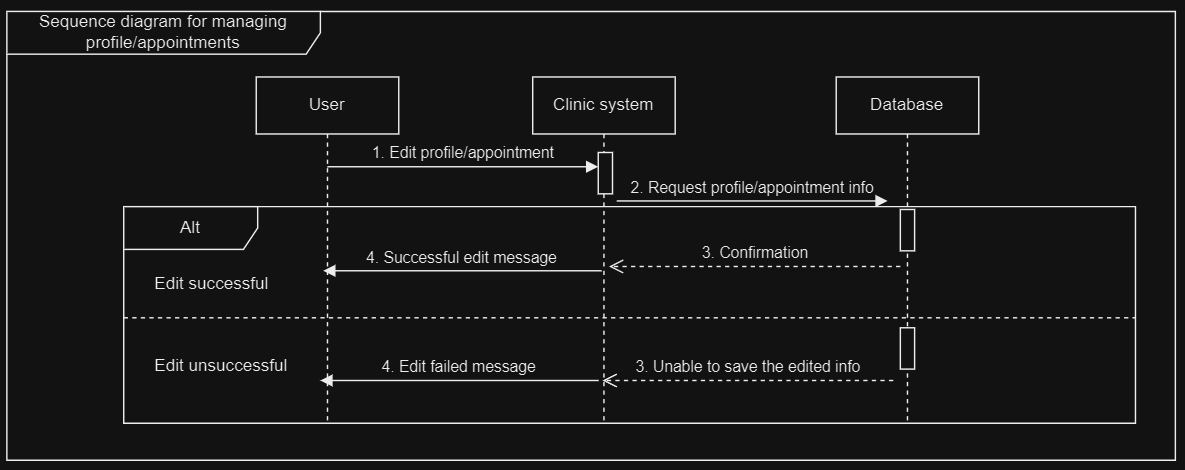 Sequence diagram for managing
profile/appointments
User
Clinic system
Database
1. Edit profile/appointment
2. Request profile/appointment info
Alt
3. Confirmation
4. Successful edit message
Edit successful
Edit unsuccessful
3. Unable to save the edited info
4. Edit failed message